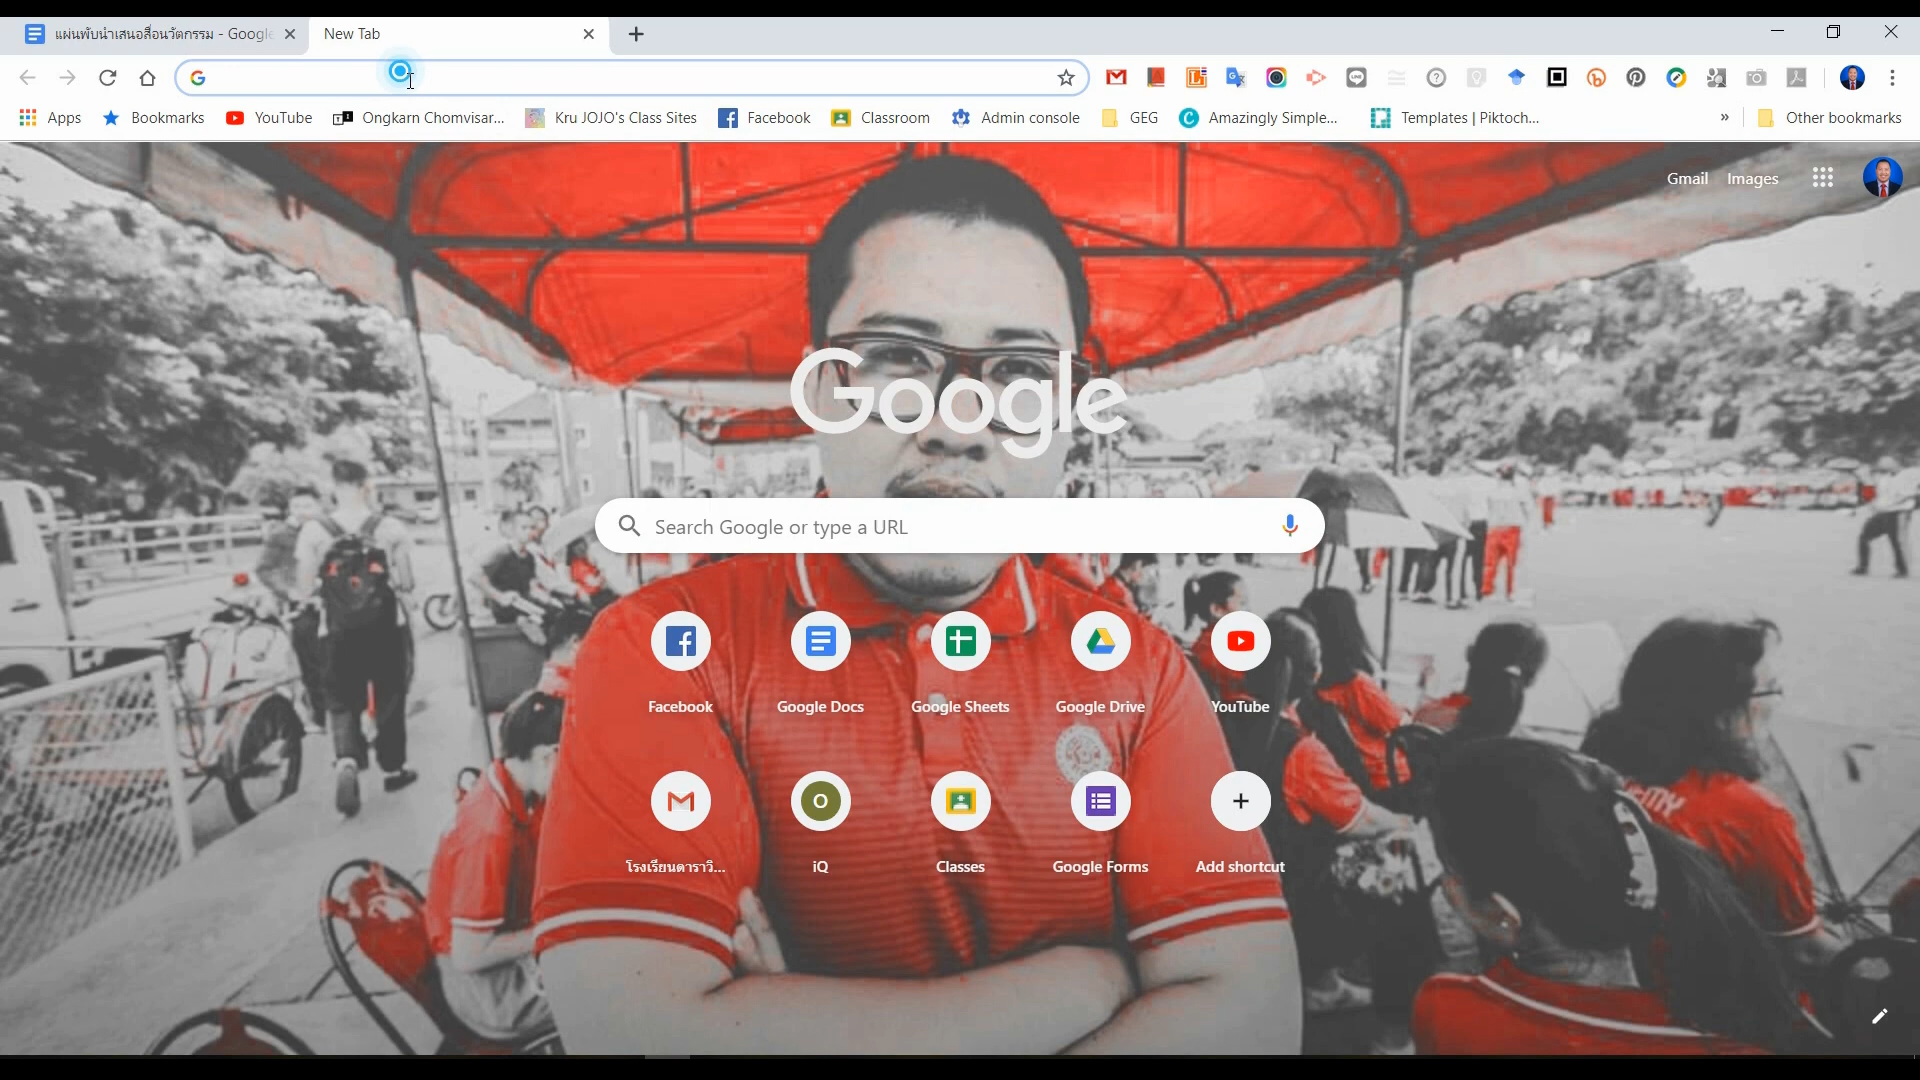 แผ่นพับนำเสนอสื่อนวัตกรรม - Google
New Tab
Apps
Bookmarks
YouTube
Ongkarn Chomvisar...
Kru JOJO's Class Sites
Facebook
Classroom
Admin console
GEG
Amazingly Simple...
Templates | Piktoch...
»
Other bookmarks
Gmail
Images
Google
Search Google or type a URL
Facebook
Google Docs
Google Sheets
Google Drive
YouTube
O
โรงเรียนดาราวิ...
iQ
Classes
Google Forms
Add shortcut